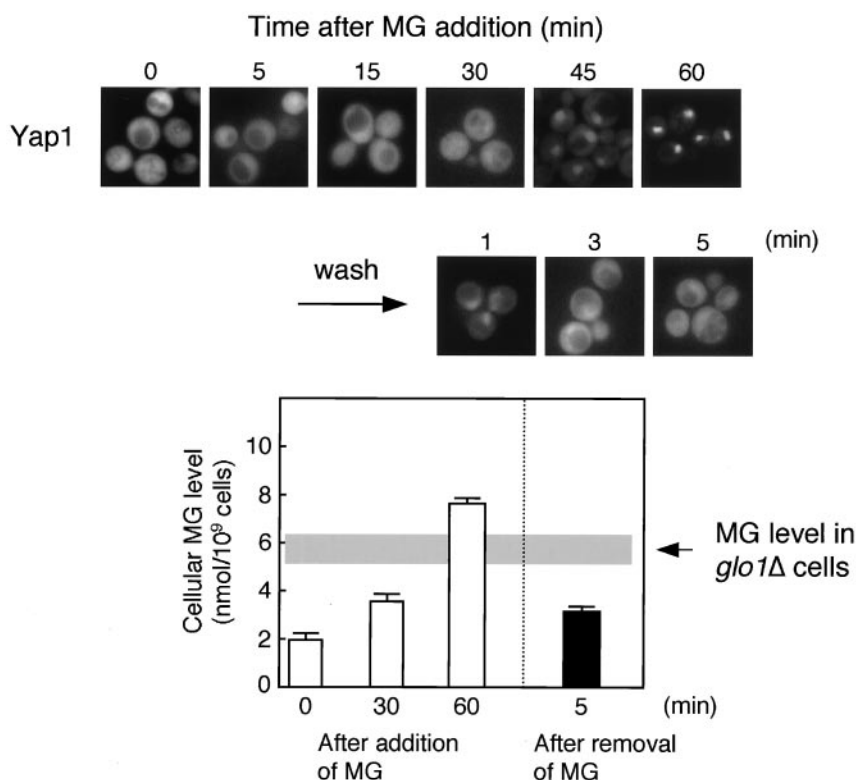 Time after MG addition (min)
0 5 15 30 45 60
Yap1
1 3 5 (min)
wash
10
8
6
4
2
0
Cellular MG level
(nmol/10⁹ cells)
MG level in
glo1Δ cells
0 30 60 5 (min)
After addition
of MG
After removal
of MG